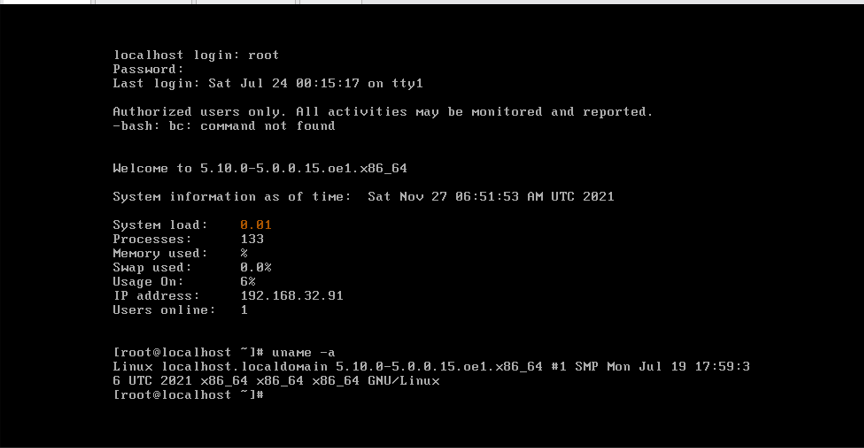 localhost login: root
Password:
Last login: Sat Jul 24 00:15:17 on tty1
Authorized users only. All activities may be monitored and reported.
-bash: bc: command not found
Welcome to 5.10.0-5.0.0.15.oe1.x86_64
System information as of time:  Sat Nov 27 06:51:53 AM UTC 2021
System load:    0.01
Processes:      133
Memory used:    %
Swap used:      0.0%
Usage On:       6%
IP address:     192.168.32.91
Users online:   1
[root@localhost ~]# uname -a
Linux localhost.localdomain 5.10.0-5.0.0.15.oe1.x86_64 #1 SMP Mon Jul 19 17:59:3
6 UTC 2021 x86_64 x86_64 x86_64 GNU/Linux
[root@localhost ~]#